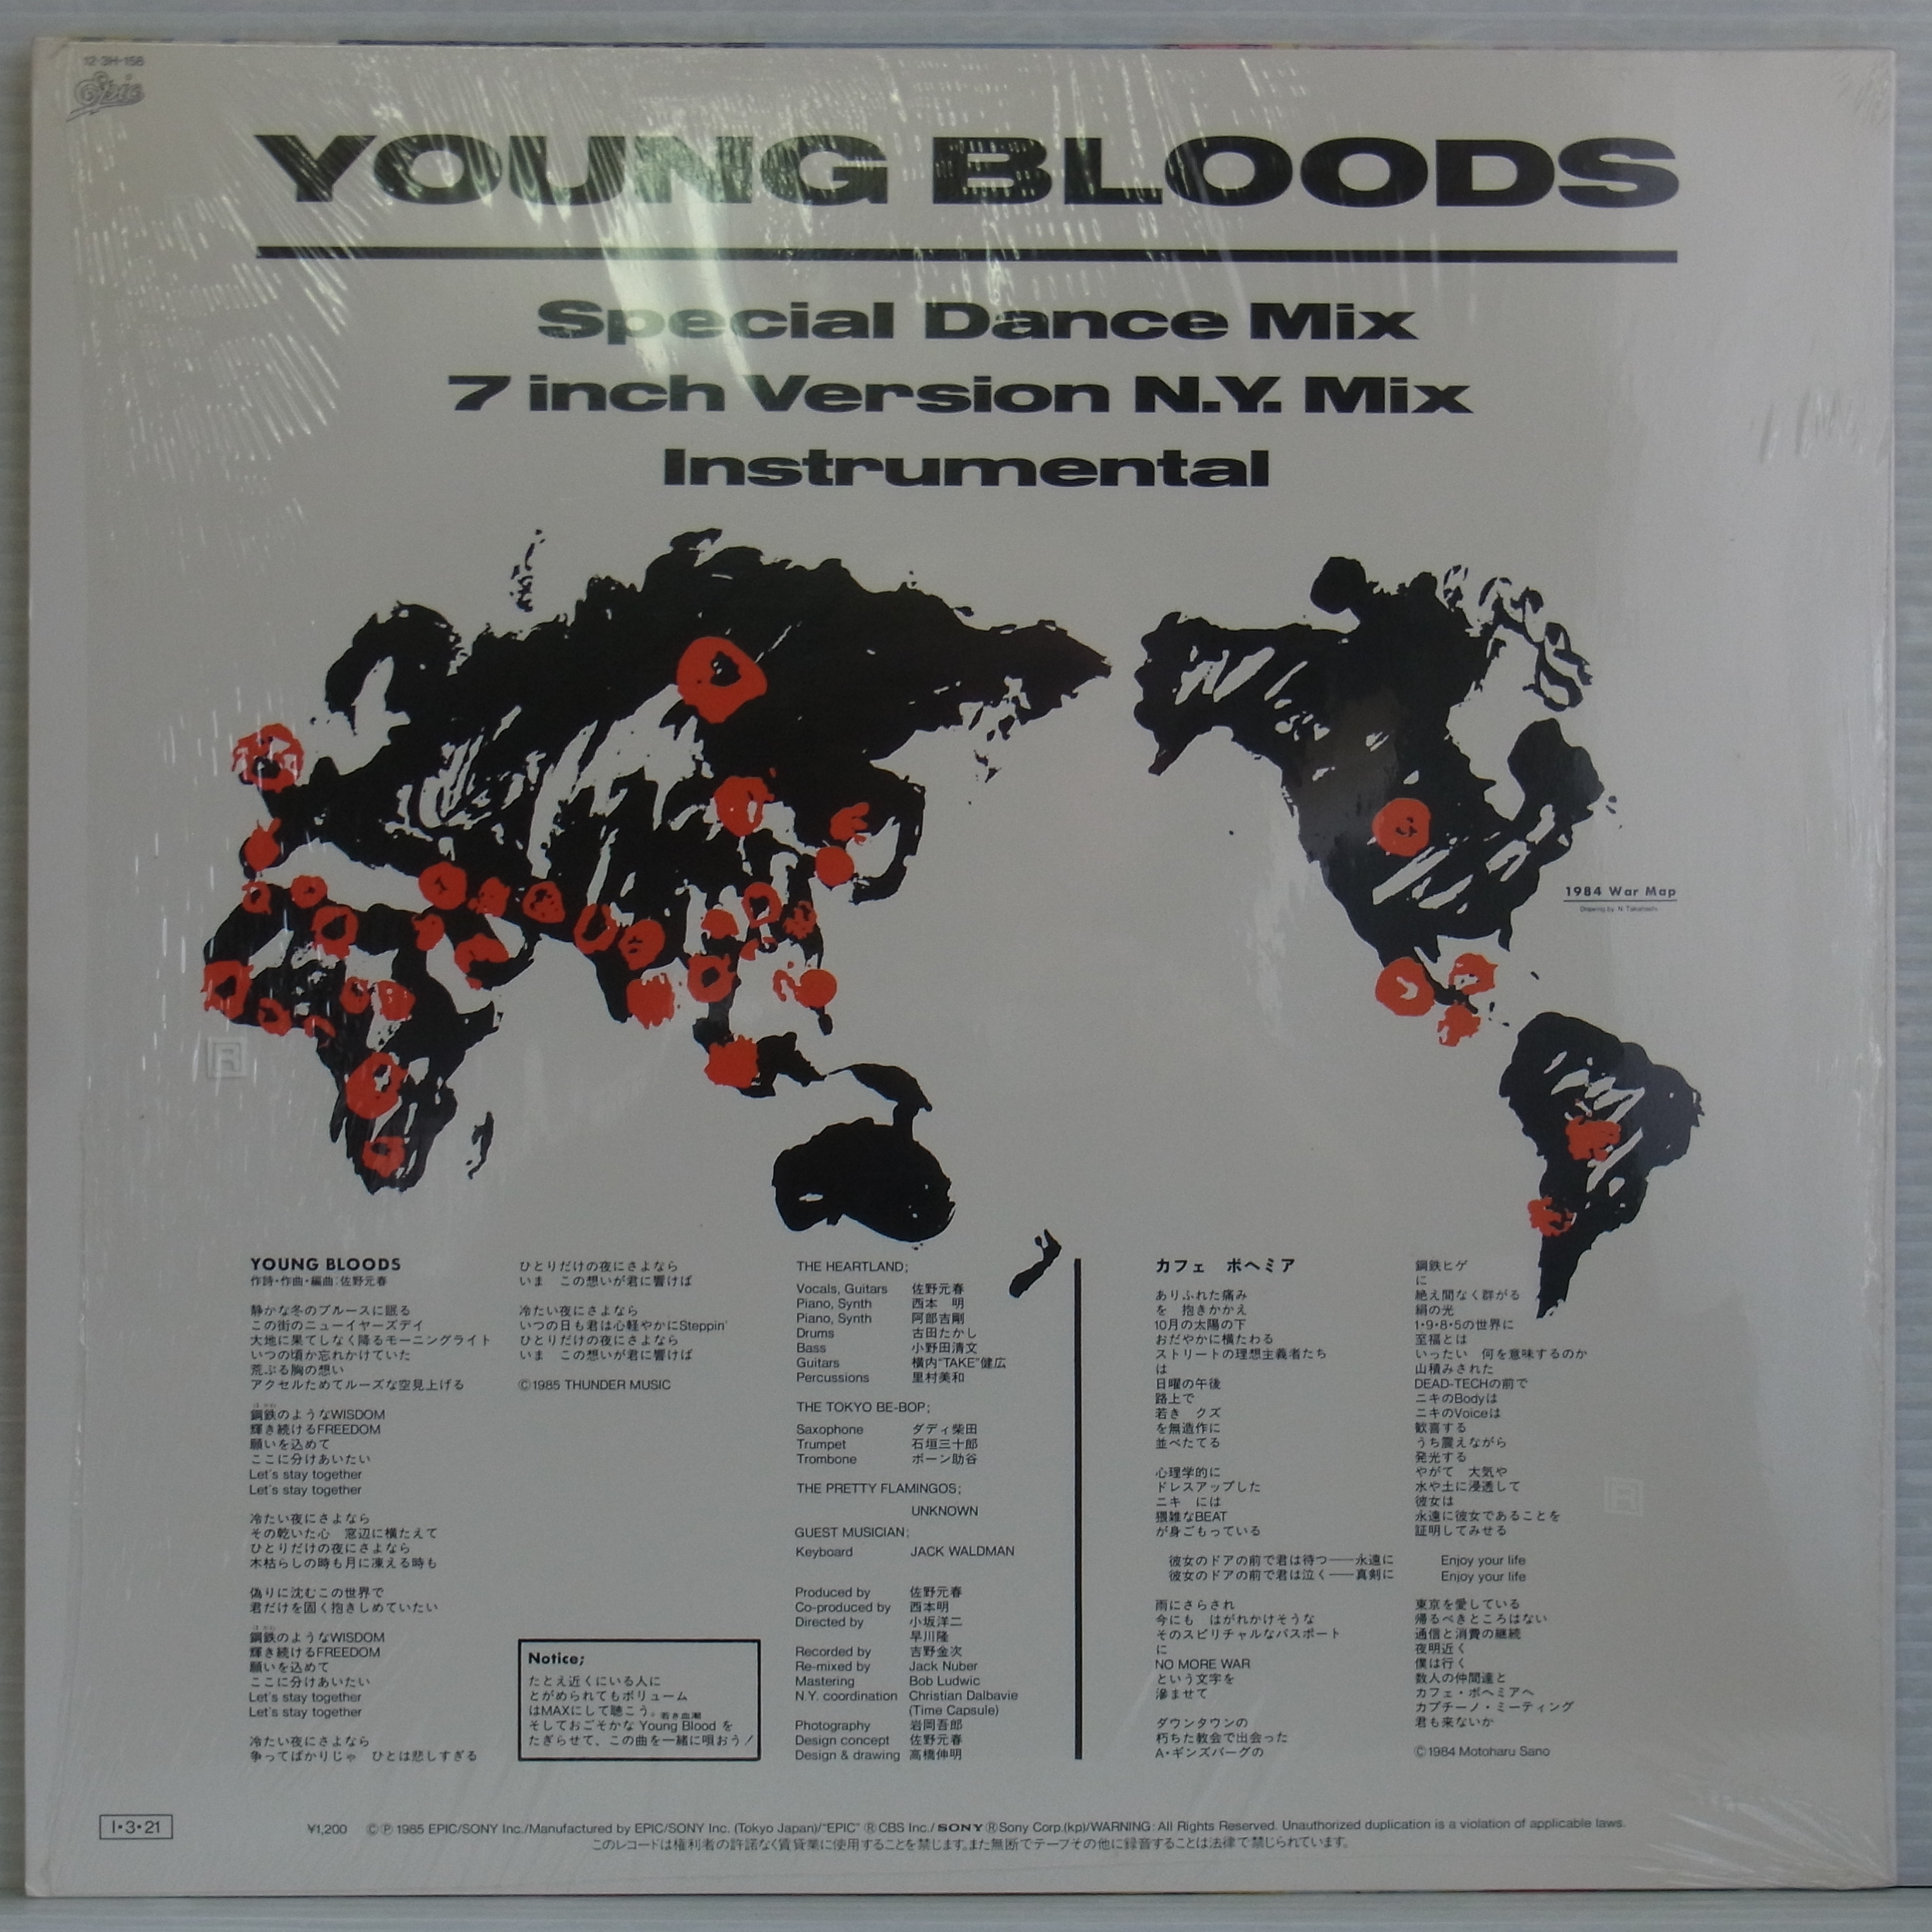 12·3H-158
Epic
YOUNG BLOODS
Special Dance Mix
7 inch Version N.Y. Mix
Instrumental
1984 War Map
Drawing by N. Takahashi
YOUNG BLOODS
作詩・作曲・編曲:佐野元春
静かな冬のブルースに眠る
この街のニューイヤーズデイ
大地に果てしなく降るモーニングライト
いつの頃か忘れかけていた
荒ぶる胸の想い
アクセルためてルーズな空見上げる
鋼鉄のようなWISDOM
輝き続けるFREEDOM
願いを込めて
ここに分けあいたい
Let's stay together
Let's stay together
冷たい夜にさよなら
その乾いた心　窓辺に横たえて
ひとりだけの夜にさよなら
木枯らしの時も月に凍える時も
偽りに沈むこの世界で
君だけを固く抱きしめていたい
鋼鉄のようなWISDOM
輝き続けるFREEDOM
願いを込めて
ここに分けあいたい
Let's stay together
Let's stay together
冷たい夜にさよなら
争ってばかりじゃ　ひとは悲しすぎる
ひとりだけの夜にさよなら
いま　この想いが君に響けば
冷たい夜にさよなら
いつの日も君は心軽やかにSteppin'
ひとりだけの夜にさよなら
いま　この想いが君に響けば
©1985 THUNDER MUSIC
Notice;
たとえ近くにいる人に
とがめられてもボリューム
はMAXにして聴こう。
若き血潮
そしておごそかな Young Blood を
たぎらせて、この曲を一緒に唄おう!
THE HEARTLAND;
Vocals, Guitars 佐野元春
Piano, Synth 西本　明
Piano, Synth 阿部吉剛
Drums 古田たかし
Bass 小野田清文
Guitars 横内"TAKE"健広
Percussions 里村美和
THE TOKYO BE-BOP;
Saxophone ダディ柴田
Trumpet 石垣三十郎
Trombone ボーン助谷
THE PRETTY FLAMINGOS;
UNKNOWN
GUEST MUSICIAN;
Keyboard JACK WALDMAN
Produced by 佐野元春
Co-produced by 西本明
Directed by 小坂洋二
早川隆
Recorded by 吉野金次
Re-mixed by Jack Nuber
Mastering Bob Ludwic
N.Y. coordination Christian Dalbavie
(Time Capsule)
Photography 岩岡吾郎
Design concept 佐野元春
Design & drawing 高橋伸明
カフェ　ボヘミア
ありふれた痛み
を　抱きかかえ
10月の太陽の下
おだやかに横たわる
ストリートの理想主義者たち
は
日曜の午後
路上で
若き　クズ
を無造作に
並べたてる
心理学的に
ドレスアップした
ニキ　には
猥雑なBEAT
が身ごもっている
彼女のドアの前で君は待つ――永遠に
彼女のドアの前で君は泣く――真剣に
雨にさらされ
今にも　はがれかけそうな
そのスピリチャルなパスポート
に
NO MORE WAR
という文字を
滲ませて
ダウンタウンの
朽ちた教会で出会った
A・ギンズバーグの
鋼鉄ヒゲ
に
絶え間なく群がる
絹の光
1・9・8・5の世界に
至福とは
いったい　何を意味するのか
山積みされた
DEAD-TECHの前で
ニキのBodyは
ニキのVoiceは
歓喜する
うち震えながら
発光する
やがて　大気や
水や土に浸透して
彼女は
永遠に彼女であることを
証明してみせる
Enjoy your life
Enjoy your life
東京を愛している
帰るべきところはない
通信と消費の継続
夜明近く
僕は行く
数人の仲間達と
カフェ・ボヘミアへ
カプチーノ・ミーティング
君も来ないか
©1984 Motoharu Sano
I・3・21
¥1,200 ©℗1985 EPIC/SONY Inc./Manufactured by EPIC/SONY Inc. (Tokyo Japan)/"EPIC" ®CBS Inc./SONY®Sony Corp.(kp)/WARNING: All Rights Reserved. Unauthorized duplication is a violation of applicable laws.
このレコードは権利者の許諾なく賃貸業に使用することを禁じます。また無断でテープその他に録音することは法律で禁じられています。